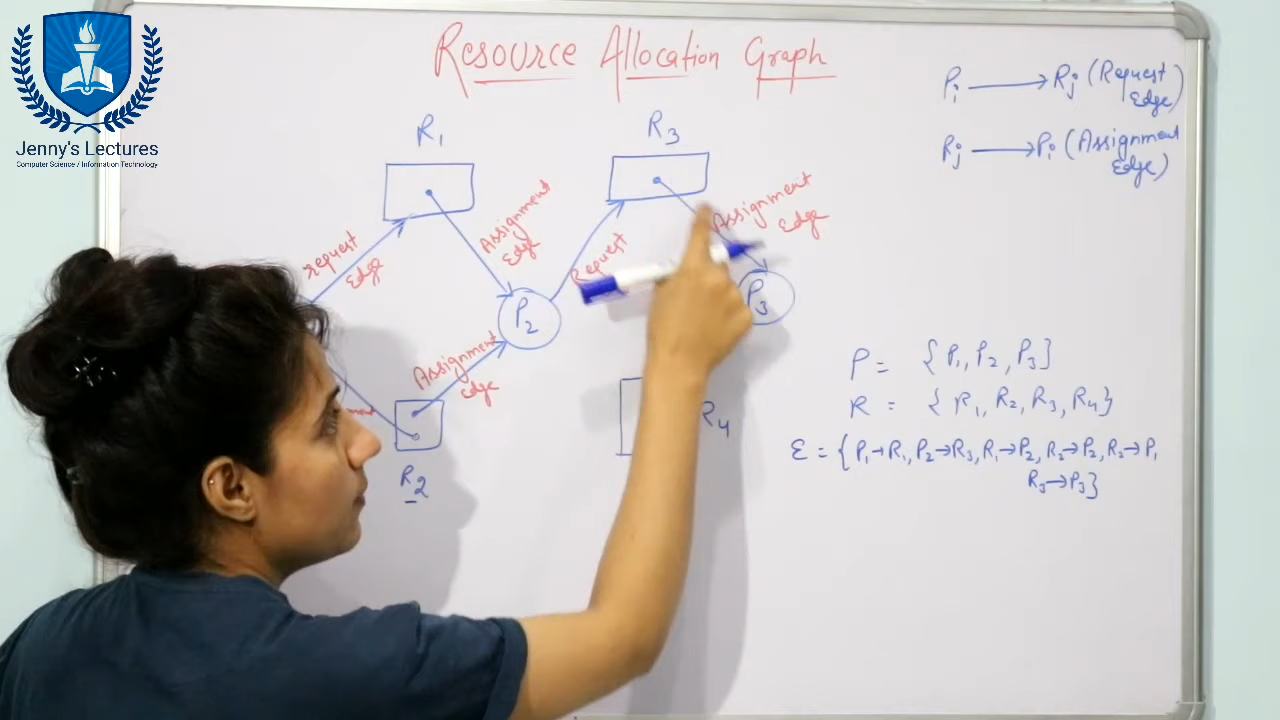 Jenny's Lectures
Computer Science / Information Technology
Resource Allocation Graph
Pi → Rj (Request
Edge)
Rj → Pi (Assignment
Edge)
R1
R3
request
Edge
Assignment
Edge
Request
Assignment
Edge
P2
P3
Assignment
Edge
R2
R4
P = {P1, P2, P3}
R = {R1, R2, R3, R4}
E = {P1→R1, P2→R3, R1→P2, R2→P2, R2→P1
R3→P3}